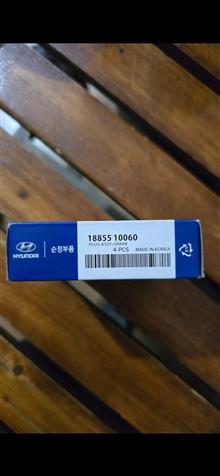 HYUNDAI
순정부품
18855 10060
PLUG ASSY-SPARK
4 PCS MADE IN KOREA